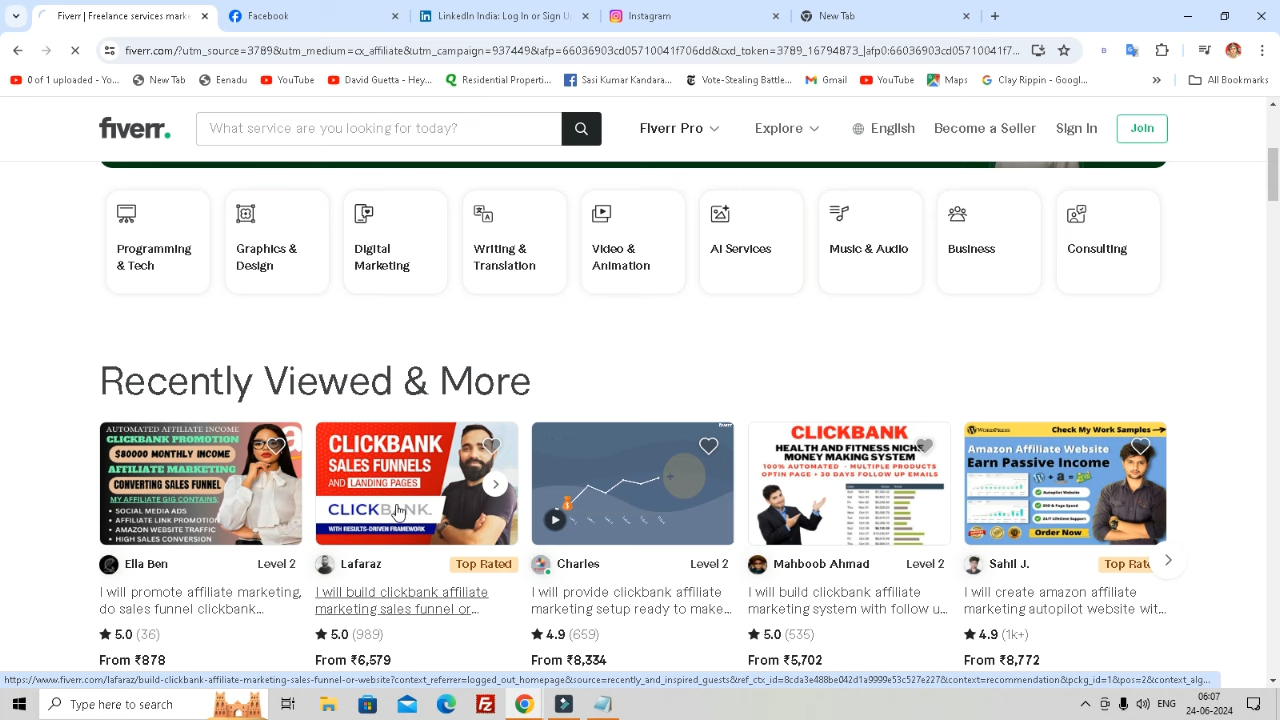 Facebook
LinkedIn Login: Log In or Sign U
Instagram
New Tab
fiverr.com/?utm_source=3789&utm_medium=cx_affiliate&utm_campaign=937449&afp=66036903cd05710041f706dd&cxd_token=3789_16794873_|afp0:66036903cd05710041f7...
0 of 1 uploaded - Yo...
New Tab
Eenadu
YouTube
David Guetta - Hey,...
Residential Properti...
Sasi Kumar Kandara...
Vote-Stealing Battle...
Gmail
YouTube
Maps
Clay Rippin - Googl...
All Bookmarks
fiverr.
What service are you looking for today?
Fiverr Pro
Explore
English
Become a Seller
Sign In
Join
Programming
& Tech
Graphics &
Design
Digital
Marketing
Writing &
Translation
Video &
Animation
AI Services
Music & Audio
Business
Consulting
Recently Viewed & More
AUTOMATED AFFILIATE INCOME
CLICKBANK PROMOTION
$80000 MONTHLY INCOME
AFFILIATE MARKETING
CONVERTING SALES FUNNEL
MY AFFILIATE GIG CONTAINS:
• SOCIAL MEDIA ADS
• AFFILIATE LINK PROMOTION
• AMAZON WEBSITE TRAFFIC
• HIGH SALES CONVERSION
Ella Ben
Level 2
I will promote affiliate marketing,
do sales funnel clickbank...
5.0 (36)
From ₹878
CLICKBANK
SALES FUNNELS
AND LANDING PAGES
CLICKBANK
WITH RESULTS-DRIVEN FRAMEWORK
Lafaraz
Top Rated
I will build clickbank affiliate
marketing sales funnel or...
5.0 (989)
From ₹6,579
fiverr.
Charles
Level 2
I will provide clickbank affiliate
marketing setup ready to make...
4.9 (659)
From ₹8,334
CLICKBANK
HEALTH AND FITNESS NICHE
MONEY MAKING SYSTEM
100% AUTOMATED - MULTIPLE PRODUCTS
OPTIN PAGE + 30 DAYS FOLLOW UP EMAILS
Mahboob Ahmad
Level 2
I will build clickbank affiliate
marketing system with follow u...
5.0 (535)
From ₹5,702
WordPress
Check My Work Samples
Amazon Affiliate Website
Earn Passive Income
Order Now
Sahil J.
Top Rate
I will create amazon affiliate
marketing autopilot website wit...
4.9 (1k+)
From ₹8,772
Type here to search
ENG
06:07
24-06-2024